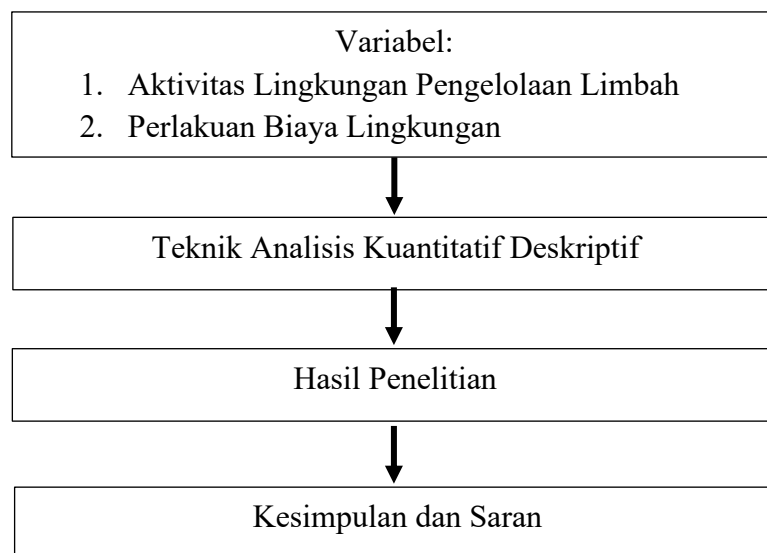 Variabel:
1. Aktivitas Lingkungan Pengelolaan Limbah
2. Perlakuan Biaya Lingkungan
Teknik Analisis Kuantitatif Deskriptif
Hasil Penelitian
Kesimpulan dan Saran